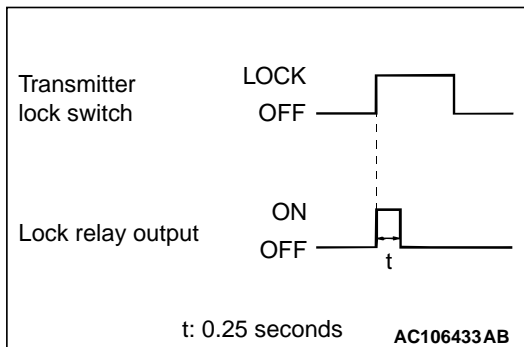 Transmitter
lock switch
LOCK
OFF
Lock relay output
ON
OFF
t
t: 0.25 seconds
AC106433AB